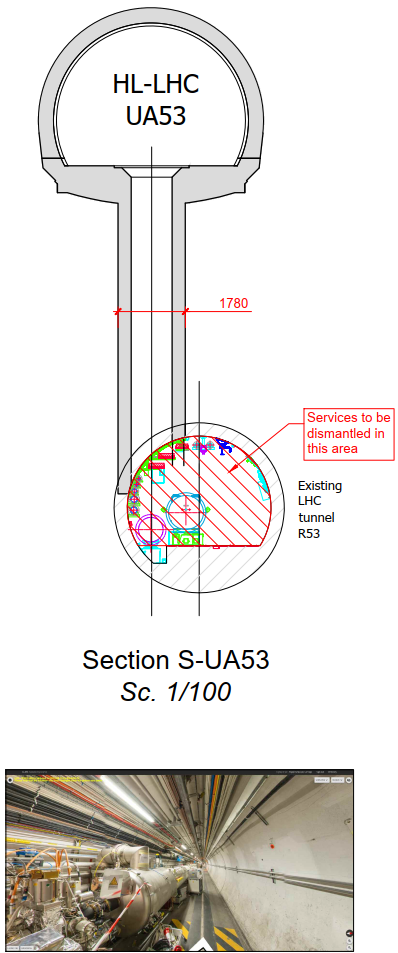 HL-LHC
UA53
1780
Services to be
dismantled in
this area
Existing
LHC
tunnel
R53
Section S-UA53
Sc. 1/100